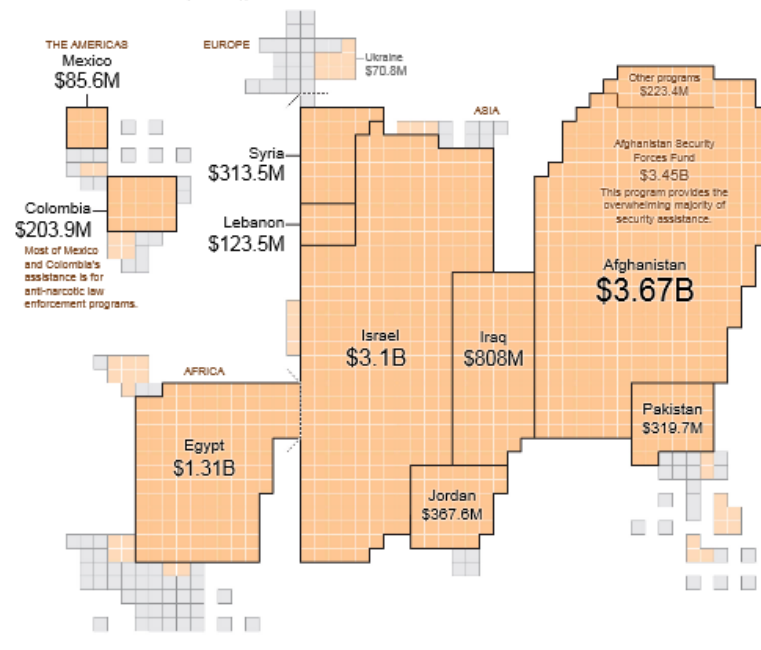 THE AMERICAS
Mexico
$85.6M
EUROPE
Ukraine
$70.8M
ASIA
Other programs
$223.4M
Afghanistan Security
Forces Fund
$3.45B
This program provides the
overwhelming majority of
security assistance.
Syria
$313.5M
Colombia
$203.9M
Most of Mexico
and Colombia's
assistance is for
anti-narcotic law
enforcement programs.
Lebanon
$123.5M
Afghanistan
$3.67B
Israel
$3.1B
Iraq
$808M
AFRICA
Egypt
$1.31B
Pakistan
$319.7M
Jordan
$367.6M